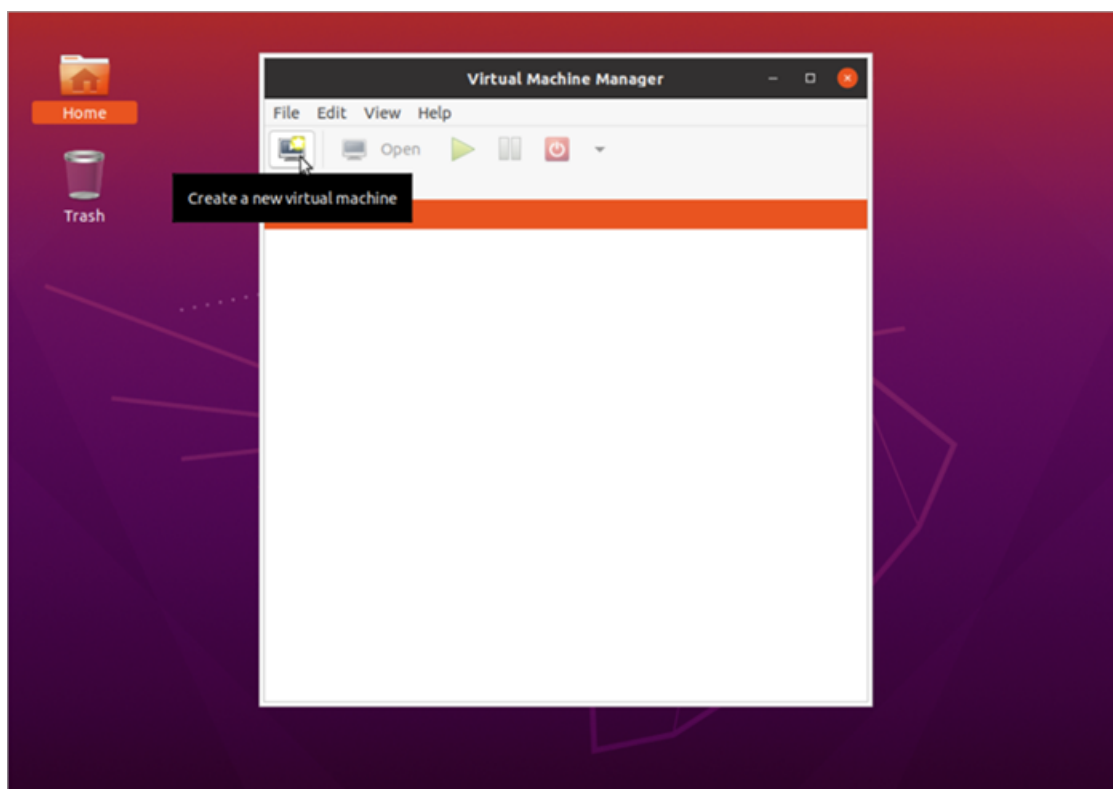 Home
Trash
Virtual Machine Manager
File Edit View Help
Open
Create a new virtual machine